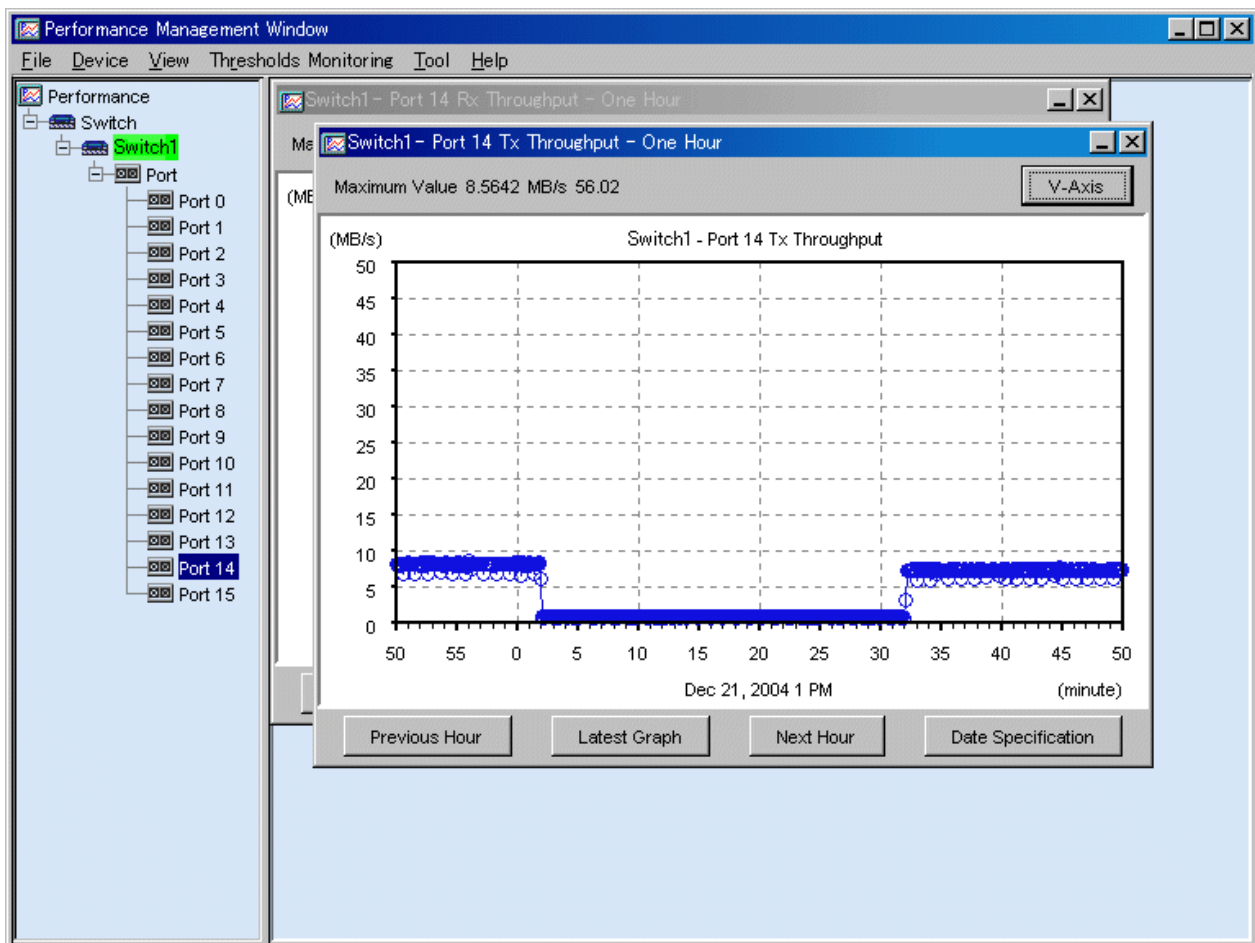 Performance Management Window
File Device View Thresholds Monitoring Tool Help
Performance
Switch
Switch1
Port
Port 0
Port 1
Port 2
Port 3
Port 4
Port 5
Port 6
Port 7
Port 8
Port 9
Port 10
Port 11
Port 12
Port 13
Port 14
Port 15
Switch1 - Port 14 Rx Throughput - One Hour
Switch1 - Port 14 Tx Throughput - One Hour
Maximum Value 8.5642 MB/s 56.02
V-Axis
(MB/s)
Switch1 - Port 14 Tx Throughput
50
45
40
35
30
25
20
15
10
5
0
50 55 0 5 10 15 20 25 30 35 40 45 50
Dec 21, 2004 1 PM
(minute)
Previous Hour
Latest Graph
Next Hour
Date Specification